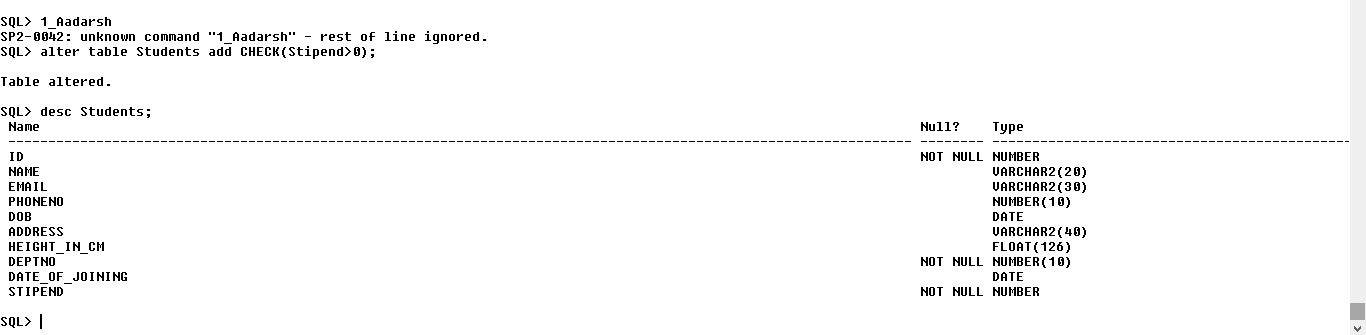 SQL> 1_Aadarsh
SP2-0042: unknown command "1_Aadarsh" - rest of line ignored.
SQL> alter table Students add CHECK(Stipend>0);
Table altered.
SQL> desc Students;
Name Null? Type
----------------------------------------------------------------------------------------------------------------- -------- ---------------------------------------------
ID NOT NULL NUMBER
NAME VARCHAR2(20)
EMAIL VARCHAR2(30)
PHONENO NUMBER(10)
DOB DATE
ADDRESS VARCHAR2(40)
HEIGHT_IN_CM FLOAT(126)
DEPTNO NOT NULL NUMBER(10)
DATE_OF_JOINING DATE
STIPEND NOT NULL NUMBER
SQL>